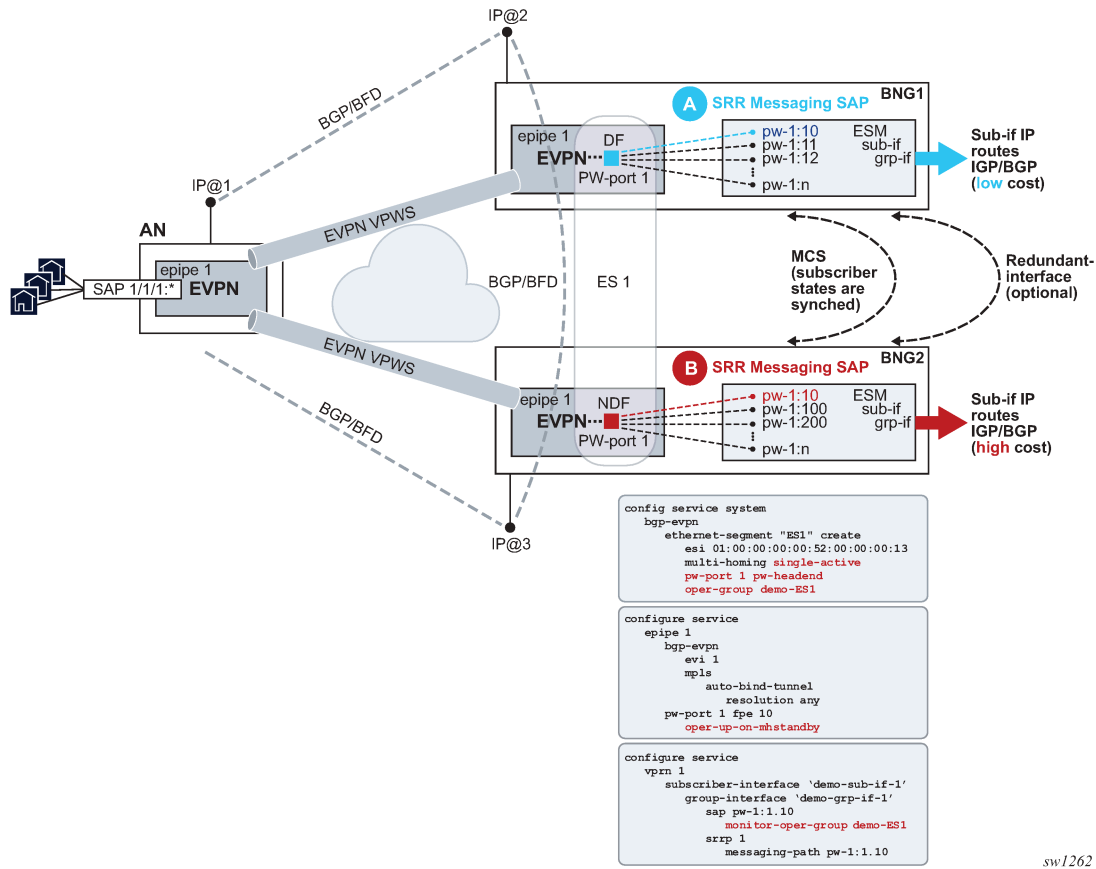 IP@2
BGP/BFD
BNG1
A SRR Messaging SAP
epipe 1
EVPN
DF
PW-port 1
pw-1:10
pw-1:11
pw-1:12
pw-1:n
ESM
sub-if
grp-if
Sub-if IP
routes
IGP/BGP
(low cost)
IP@1
AN
EVPN VPWS
epipe 1
EVPN
SAP 1/1/1:*
BGP/BFD
ES 1
MCS
(subscriber
states are
synched)
Redundant-
interface
(optional)
EVPN VPWS
BGP/BFD
BNG2
B SRR Messaging SAP
epipe 1
EVPN
NDF
PW-port 1
pw-1:10
pw-1:100
pw-1:200
pw-1:n
ESM
sub-if
grp-if
Sub-if IP
routes
IGP/BGP
(high cost)
IP@3
config service system
bgp-evpn
ethernet-segment "ES1" create
esi 01:00:00:00:00:52:00:00:00:13
multi-homing single-active
pw-port 1 pw-headend
oper-group demo-ES1
configure service
epipe 1
bgp-evpn
evi 1
mpls
auto-bind-tunnel
resolution any
pw-port 1 fpe 10
oper-up-on-mhstandby
configure service
vprn 1
subscriber-interface ‘demo-sub-if-1’
group-interface ‘demo-grp-if-1’
sap pw-1:1.10
monitor-oper-group demo-ES1
srrp 1
messaging-path pw-1:1.10
sw1262